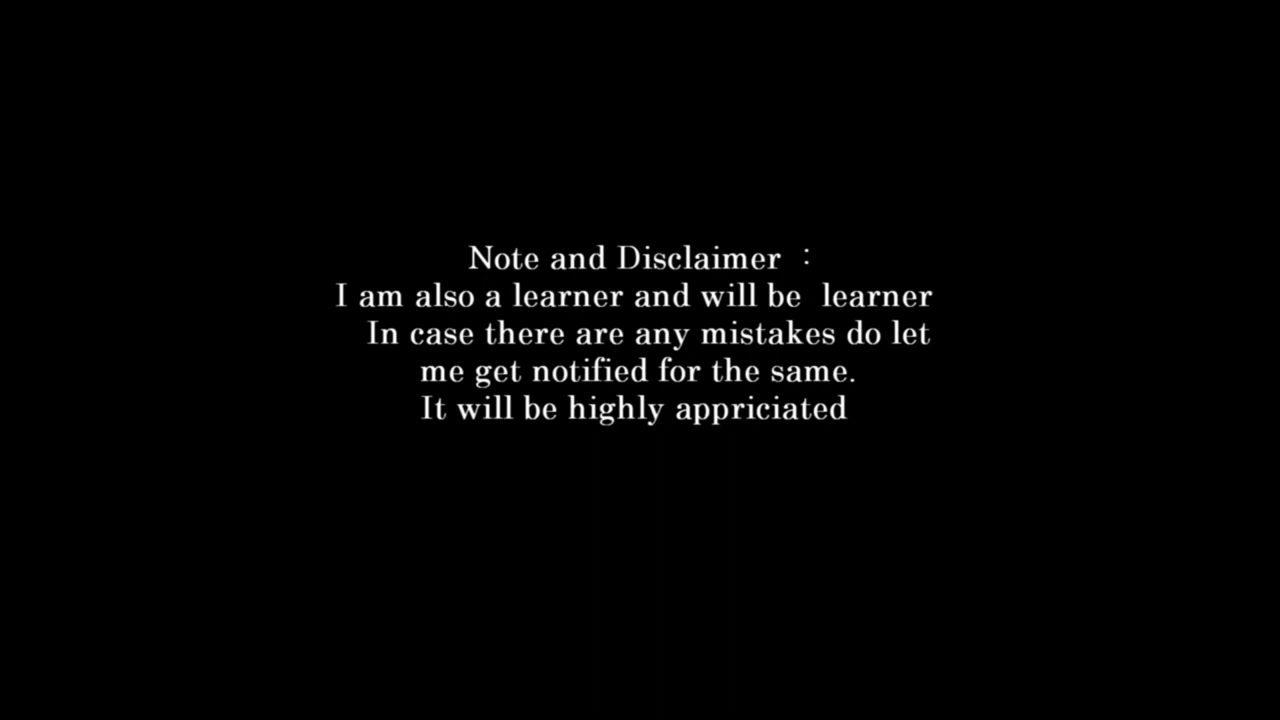 Note and Disclaimer :
I am also a learner and will be learner
In case there are any mistakes do let
me get notified for the same.
It will be highly appriciated